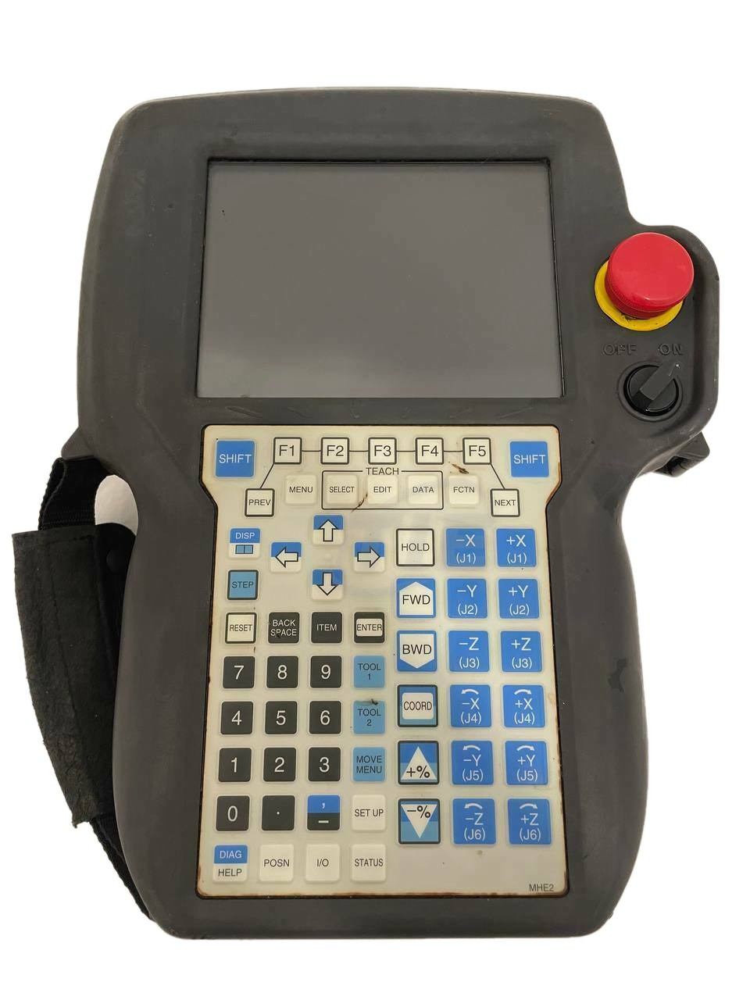 OFF ON
SHIFT F1 F2 F3 F4 F5 SHIFT
TEACH
PREV MENU SELECT EDIT DATA FCTN NEXT
DISP HOLD -X (J1) +X (J1)
STEP FWD -Y (J2) +Y (J2)
RESET BACK SPACE ITEM ENTER BWD -Z (J3) +Z (J3)
7 8 9 TOOL 1
COORD -X (J4) +X (J4)
4 5 6 TOOL 2
1 2 3 MOVE MENU +% -Y (J5) +Y (J5)
0 . , - SET UP -% -Z (J6) +Z (J6)
DIAG HELP POSN I/O STATUS
MHE2